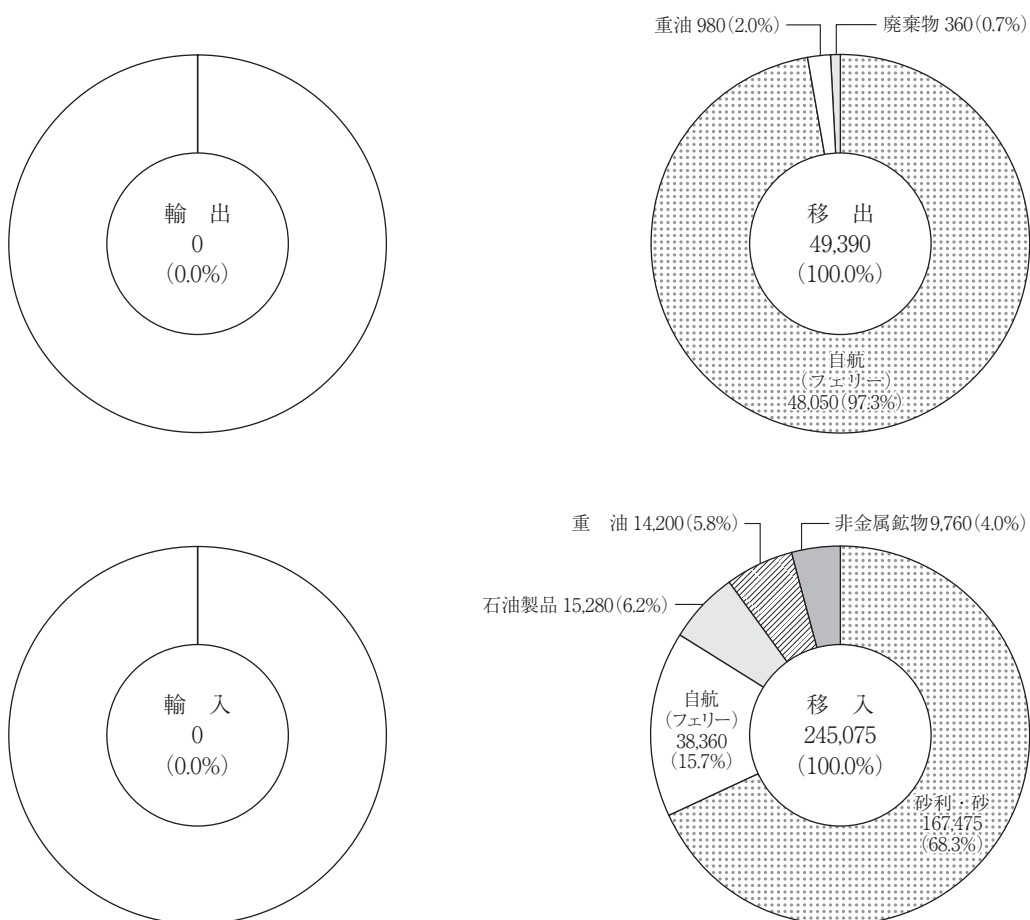 重油 980(2.0%)
廃棄物 360(0.7%)
輸 出
0
(0.0%)
移 出
49,390
(100.0%)
自航
(フェリー)
48,050(97.3%)
重 油 14,200(5.8%)
非金属鉱物9,760(4.0%)
石油製品 15,280(6.2%)
輸 入
0
(0.0%)
自航
(フェリー)
38,360
(15.7%)
移 入
245,075
(100.0%)
砂利・砂
167,475
(68.3%)